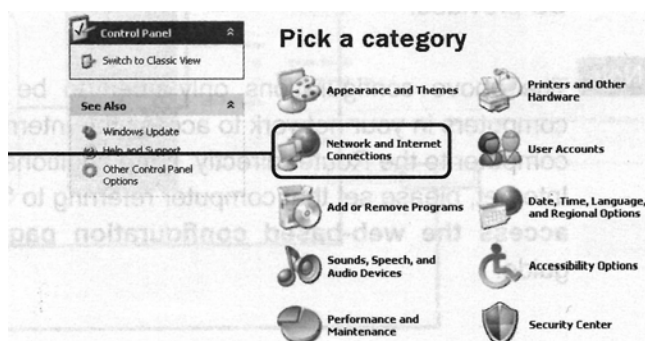 Control Panel
Switch to Classic View
See Also
Windows Update
Help and Support
Other Control Panel
Options
Pick a category
Appearance and Themes
Printers and Other
Hardware
Network and Internet
Connections
User Accounts
Add or Remove Programs
Date, Time, Language,
and Regional Options
Sounds, Speech, and
Audio Devices
Accessibility Options
Performance and
Maintenance
Security Center